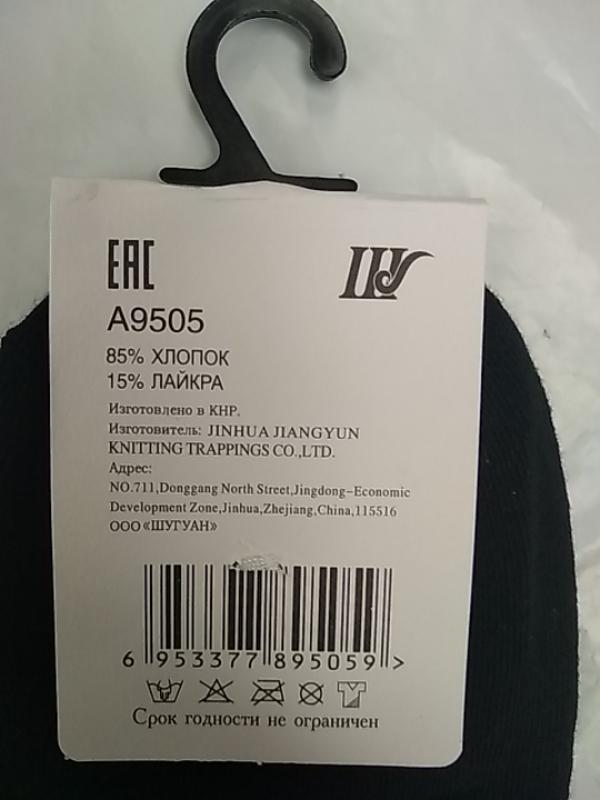 EAC
A9505
85% ХЛОПОК
15% ЛАЙКРА
Изготовлено в КНР.
Изготовитель: JINHUA JIANGYUN
KNITTING TRAPPINGS CO.,LTD.
Адрес:
NO.711,Donggang North Street,Jingdong-Economic
Development Zone,Jinhua,Zhejiang,China,115516
ООО «ШУГУАН»
6 953377 895059 >
Срок годности не ограничен